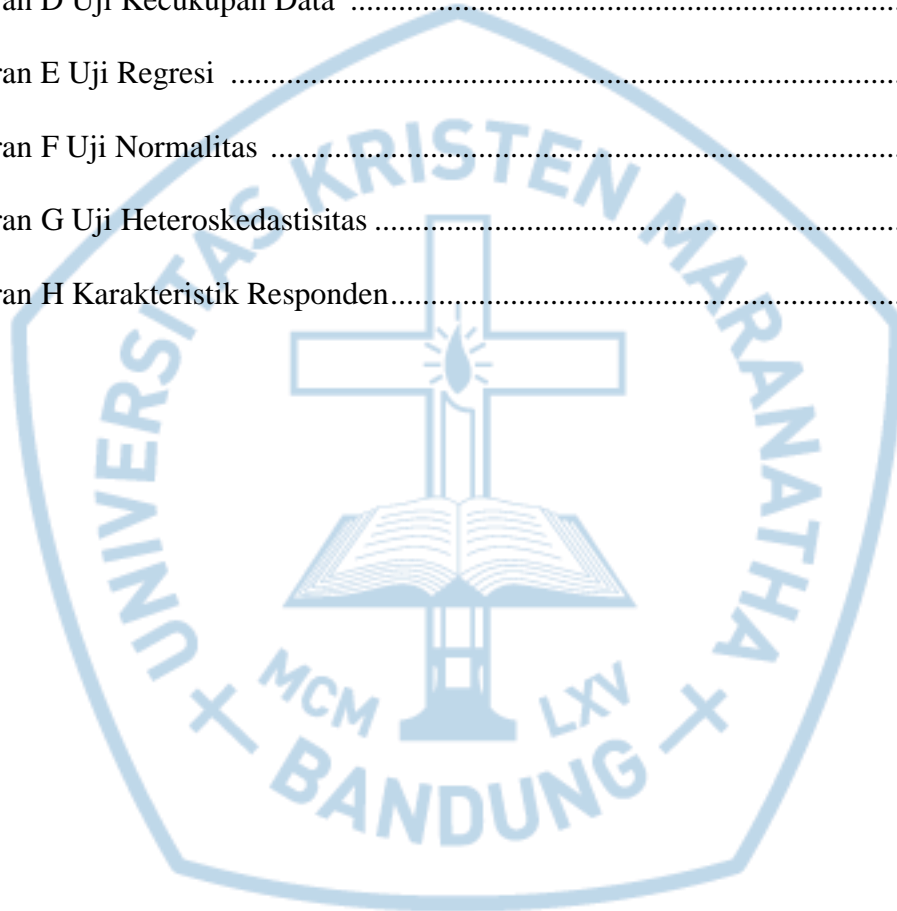 ran D Uji Kecukupan Data ..........................................................................
ran E Uji Regresi ..........................................................................................
ran F Uji Normalitas .....................................................................................
ran G Uji Heteroskedastisitas .......................................................................
ran H Karakteristik Responden.....................................................................
UNIVERSITAS KRISTEN MARANATHA
MCM LXV
BANDUNG